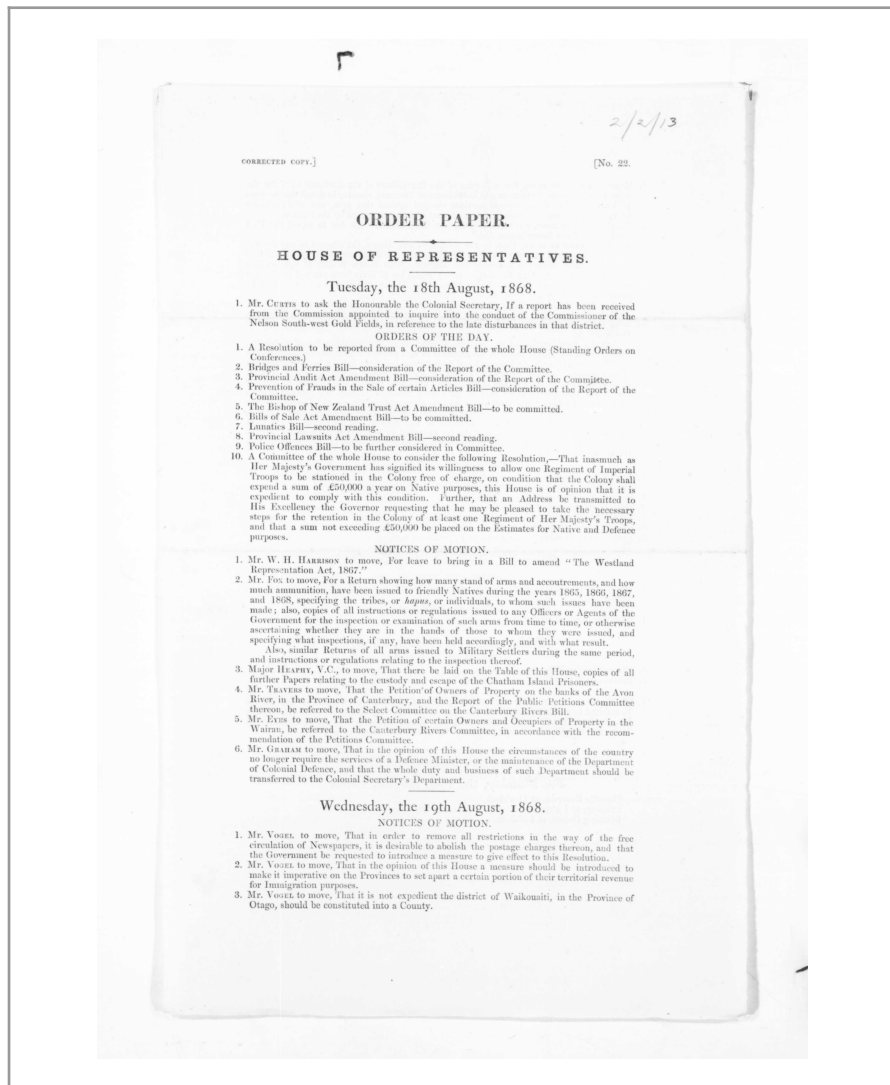 2/2/13
CORRECTED COPY.]
[No. 22.
ORDER PAPER.
HOUSE OF REPRESENTATIVES.
Tuesday, the 18th August, 1868.
1. Mr. CURTIS to ask the Honourable the Colonial Secretary, If a report has been received
from the Commission appointed to inquire into the conduct of the Commissioner of the
Nelson South-west Gold Fields, in reference to the late disturbances in that district.
ORDERS OF THE DAY.
1. A Resolution to be reported from a Committee of the whole House (Standing Orders on
Conferences.)
2. Bridges and Ferries Bill—consideration of the Report of the Committee.
3. Provincial Audit Act Amendment Bill—consideration of the Report of the Committee.
4. Prevention of Frauds in the Sale of certain Articles Bill—consideration of the Report of the
Committee.
5. The Bishop of New Zealand Trust Act Amendment Bill—to be committed.
6. Bills of Sale Act Amendment Bill—to be committed.
7. Lunatics Bill—second reading.
8. Provincial Lawsuits Act Amendment Bill—second reading.
9. Police Offences Bill—to be further considered in Committee.
10. A Committee of the whole House to consider the following Resolution,—That inasmuch as
Her Majesty's Government has signified its willingness to allow one Regiment of Imperial
Troops to be stationed in the Colony free of charge, on condition that the Colony shall
expend a sum of £50,000 a year on Native purposes, this House is of opinion that it is
expedient to comply with this condition. Further, that an Address be transmitted to
His Excellency the Governor requesting that he may be pleased to take the necessary
steps for the retention in the Colony of at least one Regiment of Her Majesty's Troops,
and that a sum not exceeding £50,000 be placed on the Estimates for Native and Defence
purposes.
NOTICES OF MOTION.
1. Mr. W. H. HARRISON to move, For leave to bring in a Bill to amend "The Westland
Representation Act, 1867."
2. Mr. FOX to move, For a Return showing how many stand of arms and accoutrements, and how
much ammunition, have been issued to friendly Natives during the years 1865, 1866, 1867,
and 1868, specifying the tribes, or hapus, or individuals, to whom such issues have been
made; also, copies of all instructions or regulations issued to any Officers or Agents of the
Government for the inspection or examination of such arms from time to time, or otherwise
ascertaining whether they are in the hands of those to whom they were issued, and
specifying what inspections, if any, have been held accordingly, and with what result.
Also, similar Returns of all arms issued to Military Settlers during the same period,
and instructions or regulations relating to the inspection thereof.
3. Major HEAPHY, V.C., to move, That there be laid on the Table of this House, copies of all
further Papers relating to the custody and escape of the Chatham Island Prisoners.
4. Mr. TRAVERS to move, That the Petition of Owners of Property on the banks of the Avon
River, in the Province of Canterbury, and the Report of the Public Petitions Committee
thereon, be referred to the Select Committee on the Canterbury Rivers Bill.
5. Mr. EYES to move, That the Petition of certain Owners and Occupiers of Property in the
Wairau, be referred to the Canterbury Rivers Committee, in accordance with the recom-
mendation of the Petitions Committee.
6. Mr. GRAHAM to move, That in the opinion of this House the circumstances of the country
no longer require the services of a Defence Minister, or the maintenance of the Department
of Colonial Defence, and that the whole duty and business of such Department should be
transferred to the Colonial Secretary's Department.
Wednesday, the 19th August, 1868.
NOTICES OF MOTION.
1. Mr. VOGEL to move, That in order to remove all restrictions in the way of the free
circulation of Newspapers, it is desirable to abolish the postage charges thereon, and that
the Government be requested to introduce a measure to give effect to this Resolution.
2. Mr. VOGEL to move, That in the opinion of this House a measure should be introduced to
make it imperative on the Provinces to set apart a certain portion of their territorial revenue
for Immigration purposes.
3. Mr. VOGEL to move, That it is not expedient the district of Waikouaiti, in the Province of
Otago, should be constituted into a County.